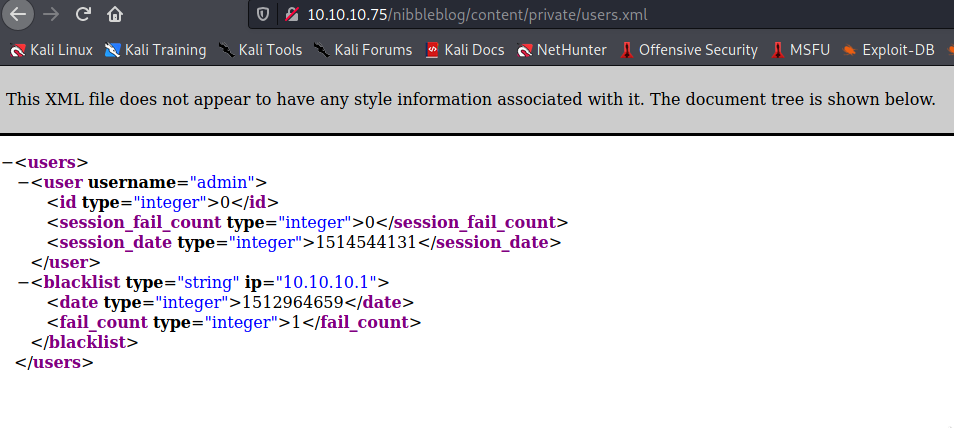 10.10.10.75/nibbleblog/content/private/users.xml
Kali Linux Kali Training Kali Tools Kali Forums Kali Docs NetHunter Offensive Security MSFU Exploit-DB
This XML file does not appear to have any style information associated with it. The document tree is shown below.
−<users>
−<user username="admin">
<id type="integer">0</id>
<session_fail_count type="integer">0</session_fail_count>
<session_date type="integer">1514544131</session_date>
</user>
−<blacklist type="string" ip="10.10.10.1">
<date type="integer">1512964659</date>
<fail_count type="integer">1</fail_count>
</blacklist>
</users>